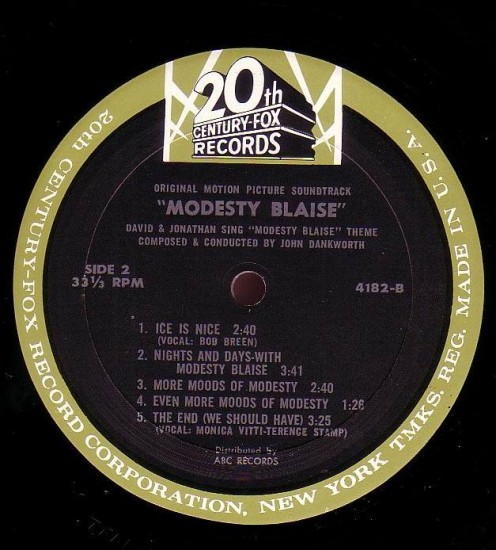 20th
CENTURY-FOX
RECORDS
ORIGINAL MOTION PICTURE SOUNDTRACK
"MODESTY BLAISE"
DAVID & JONATHAN SING "MODESTY BLAISE" THEME
COMPOSED & CONDUCTED BY JOHN DANKWORTH
SIDE 2
33⅓ RPM
4182-B
1. ICE IS NICE 2:40
(VOCAL: BOB BREEN)
2. NIGHTS AND DAYS-WITH
MODESTY BLAISE 3:41
3. MORE MOODS OF MODESTY 2:40
4. EVEN MORE MOODS OF MODESTY 1:26
5. THE END (WE SHOULD HAVE) 3:25
(VOCAL: MONICA VITTI-TERENCE STAMP)
Distributed by
ABC RECORDS
20th CENTURY-FOX RECORD CORPORATION, NEW YORK TMKS. REG. MADE IN U.S.A.